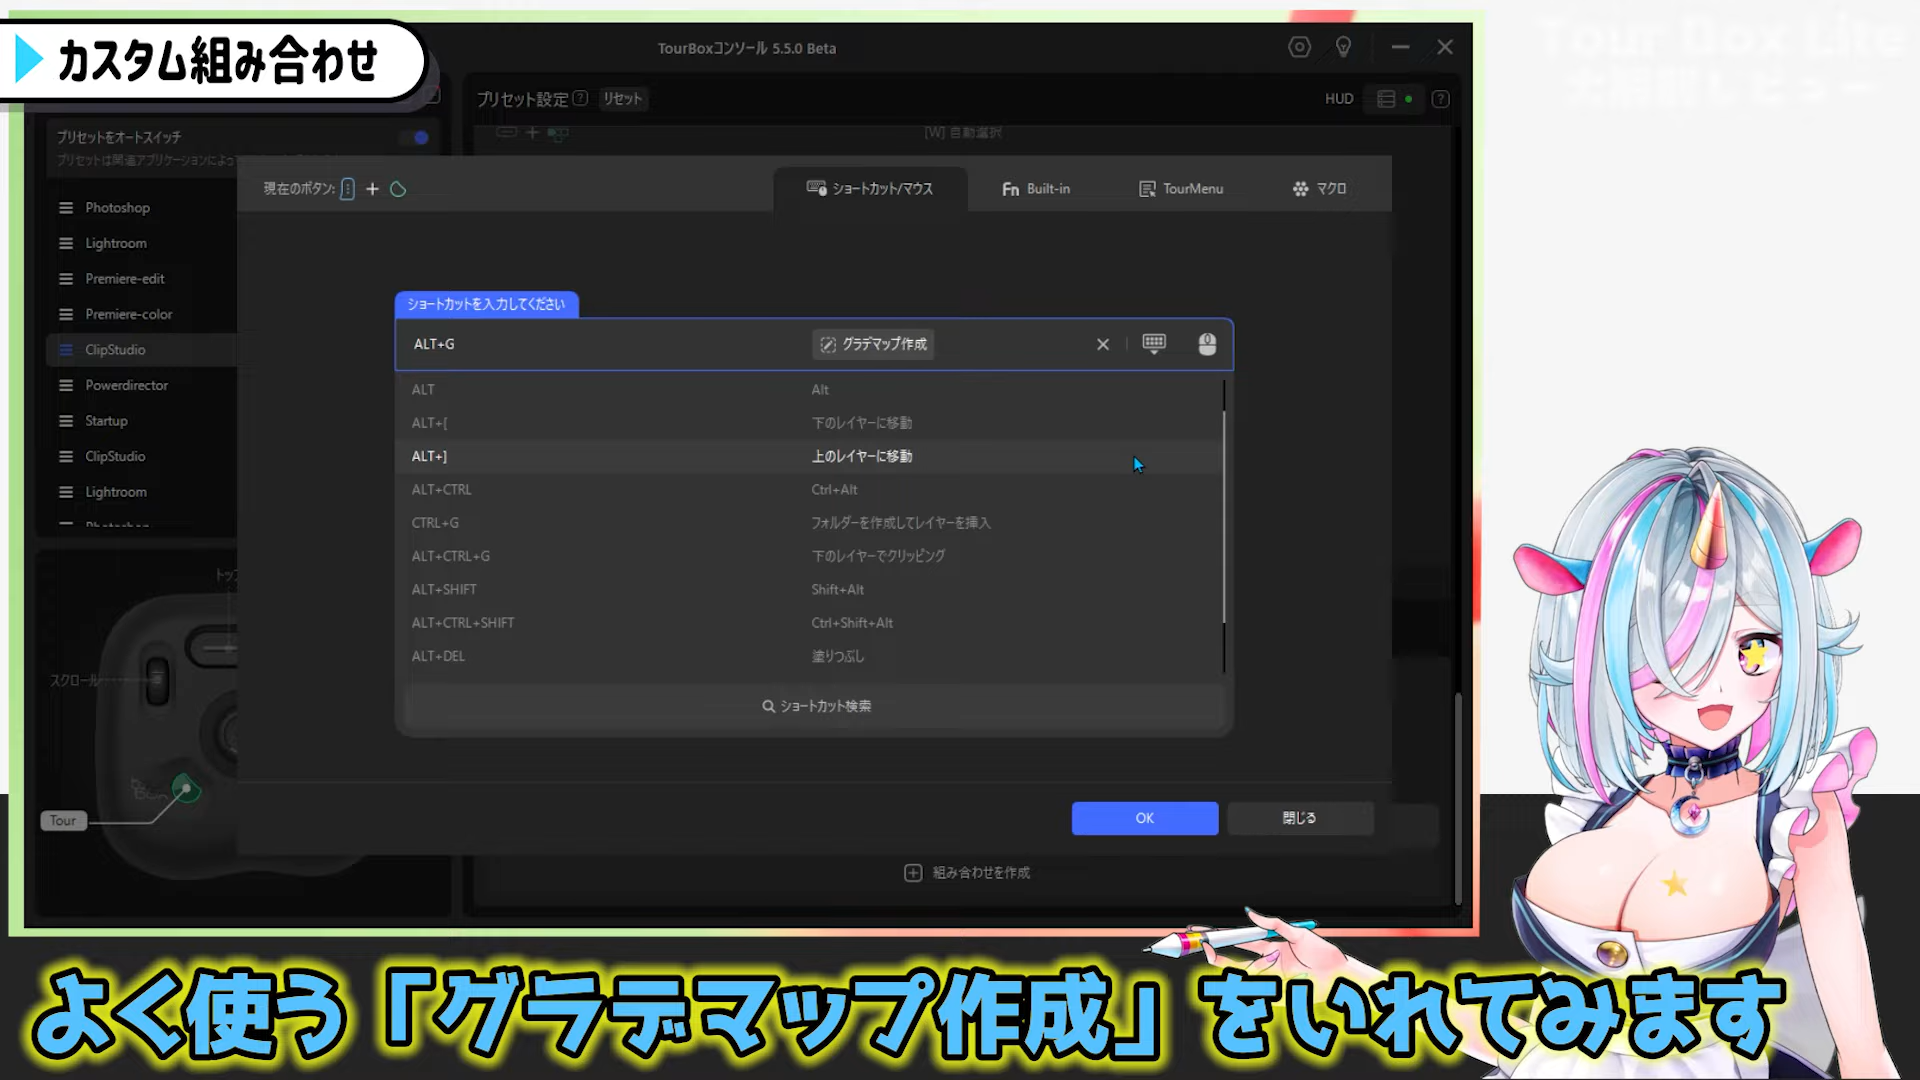 カスタム組み合わせ
TourBoxコンソール 5.5.0 Beta
Tour Box Lite
プリセット設定 ? リセット
HUD
?
プリセットをオートスイッチ
[W] 自動選択
現在のボタン: +
ショートカット/マウス
Fn Built-in
TourMenu
マクロ
Photoshop
Lightroom
Premiere-edit
Premiere-color
ClipStudio
Powerdirector
Startup
ClipStudio
Lightroom
Photoshop
ショートカットを入力してください
ALT+G グラデマップ作成
ALT Alt
ALT+[ 下のレイヤーに移動
ALT+] 上のレイヤーに移動
ALT+CTRL Ctrl+Alt
CTRL+G フォルダーを作成してレイヤーを挿入
ALT+CTRL+G 下のレイヤーでクリッピング
ALT+SHIFT Shift+Alt
ALT+CTRL+SHIFT Ctrl+Shift+Alt
ALT+DEL 塗りつぶし
ショートカット検索
スクロール
Tour
OK
閉じる
組み合わせを作成
よく使う「グラデマップ作成」をいれてみます